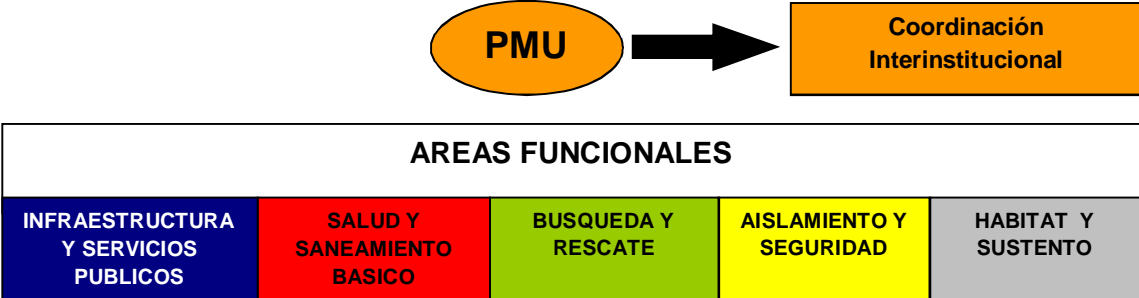 PMU
Coordinación
Interinstitucional
AREAS FUNCIONALES
INFRAESTRUCTURA
Y SERVICIOS
PUBLICOS
SALUD Y
SANEAMIENTO
BASICO
BUSQUEDA Y
RESCATE
AISLAMIENTO Y
SEGURIDAD
HABITAT Y
SUSTENTO